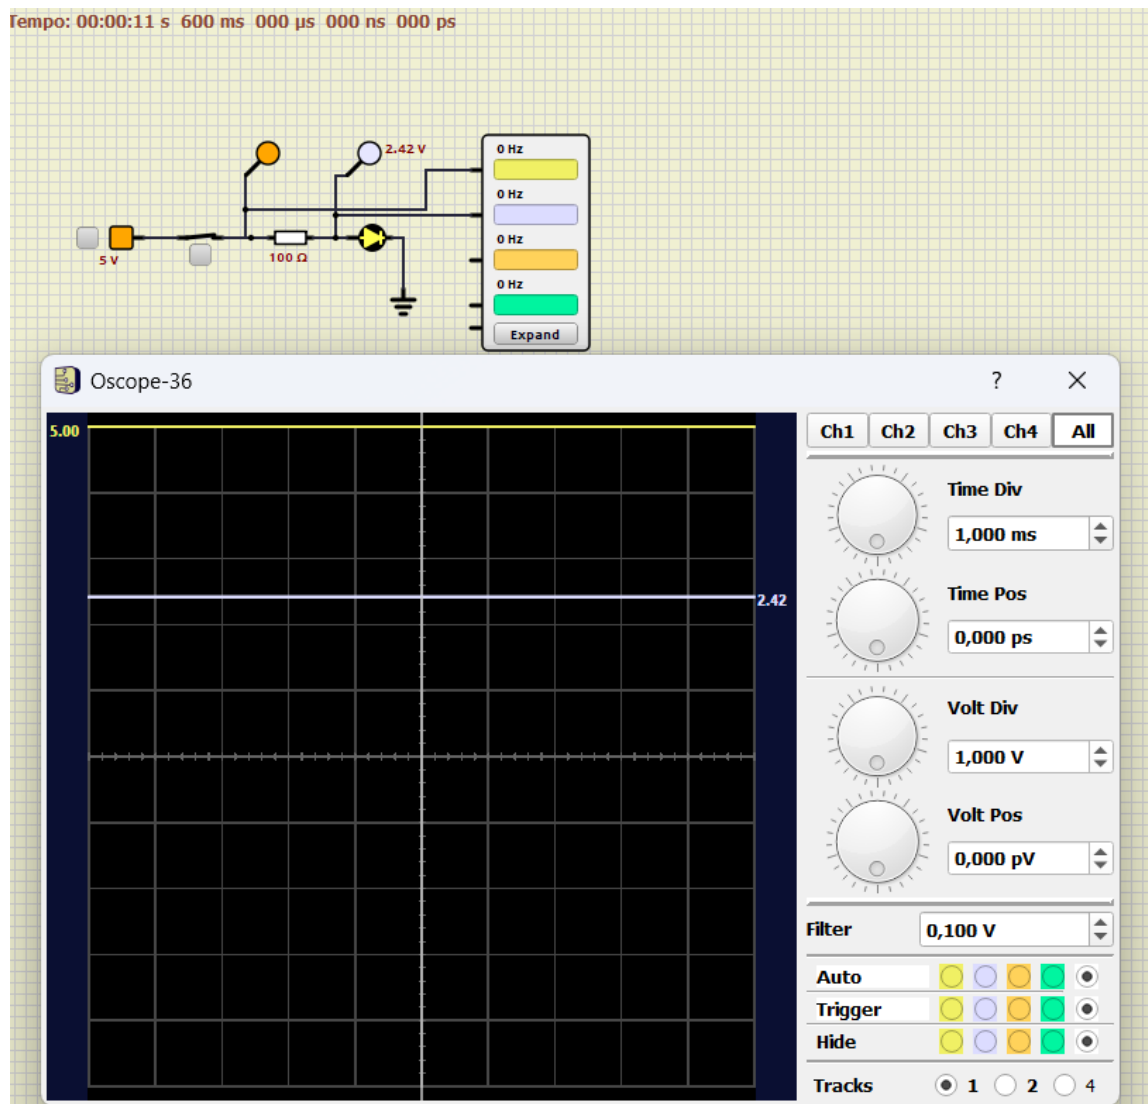 Tempo: 00:00:11 s 600 ms 000 µs 000 ns 000 ps
2.42 V
0 Hz
0 Hz
0 Hz
0 Hz
Expand
5 V
100 Ω
Oscope-36
?
5.00
2.42
Ch1 Ch2 Ch3 Ch4 All
Time Div
1,000 ms
Time Pos
0,000 ps
Volt Div
1,000 V
Volt Pos
0,000 pV
Filter 0,100 V
Auto
Trigger
Hide
Tracks 1 2 4